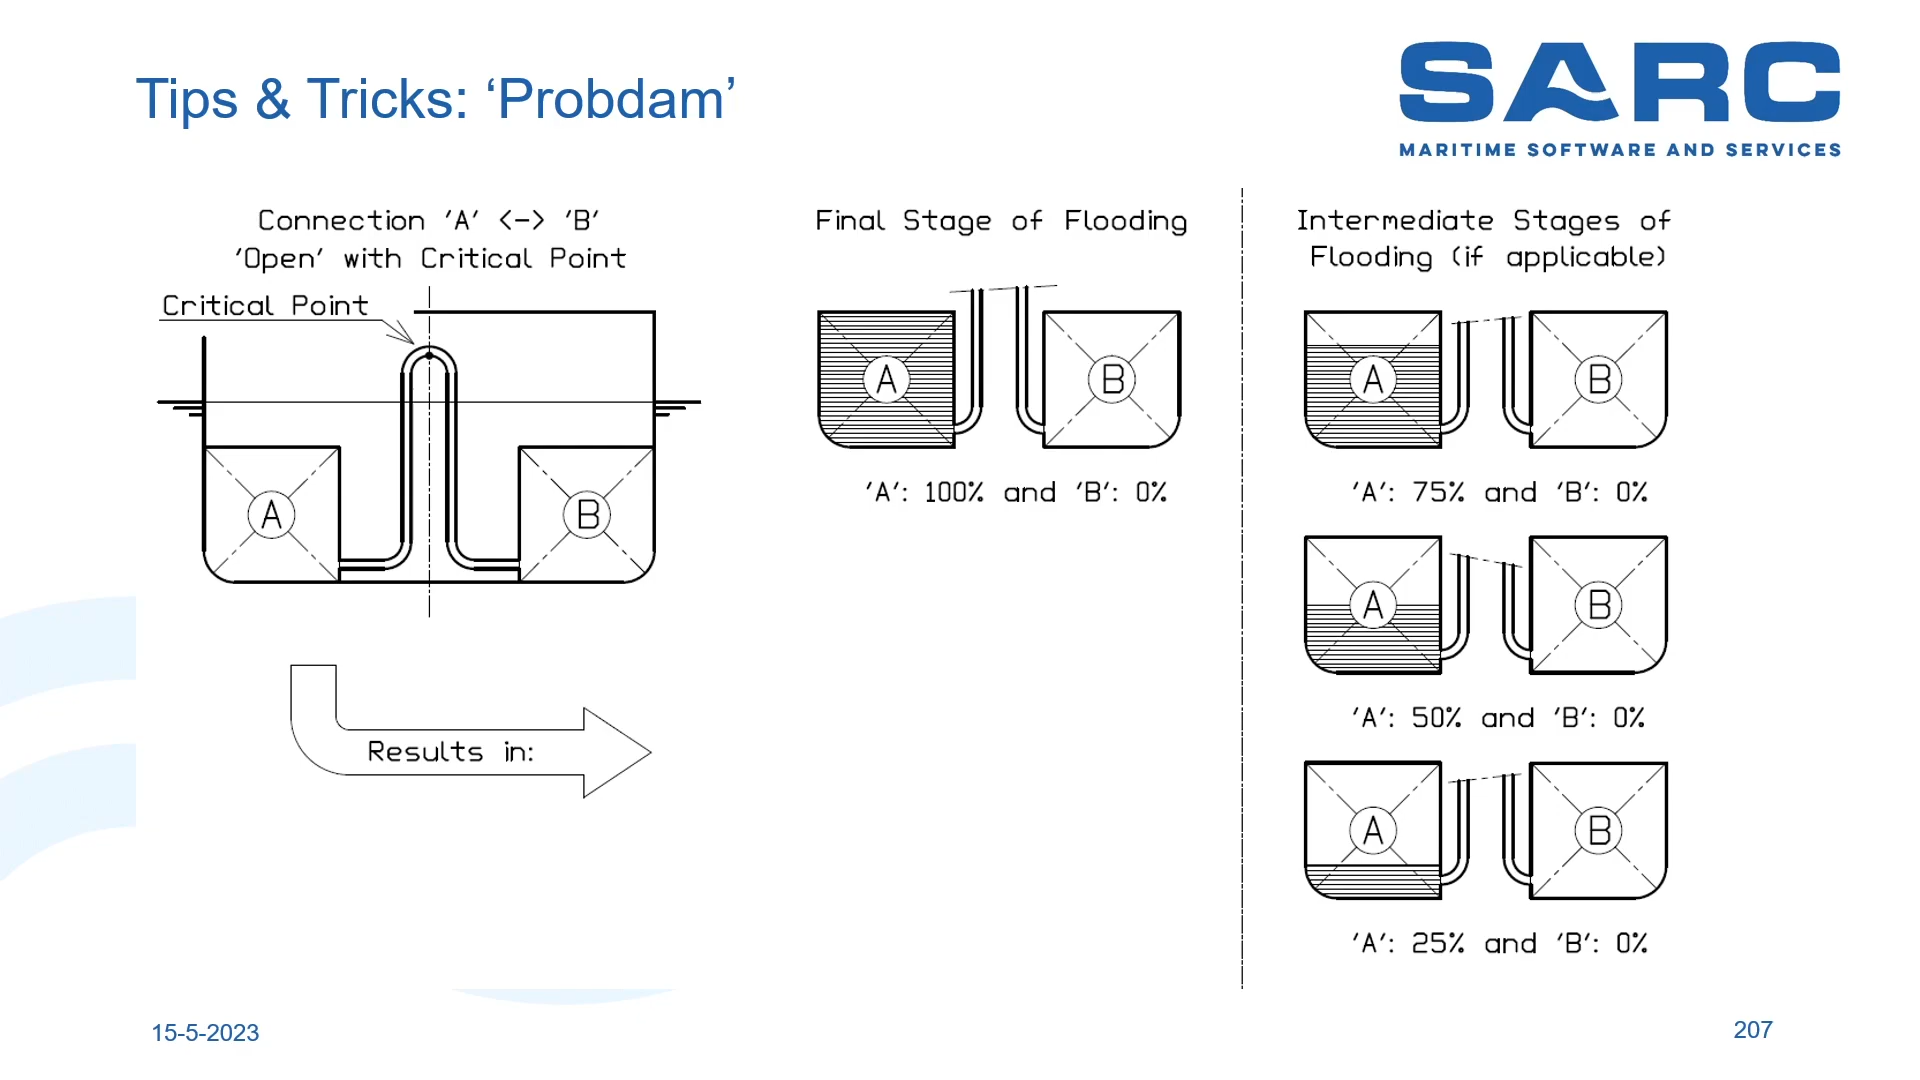 Tips & Tricks: ‘Probdam’
SARC
MARITIME SOFTWARE AND SERVICES
Connection 'A' <-> 'B'
'Open' with Critical Point
Critical Point
A
B
Results in:
Final Stage of Flooding
A
B
'A': 100% and 'B': 0%
Intermediate Stages of
Flooding (if applicable)
A
B
'A': 75% and 'B': 0%
A
B
'A': 50% and 'B': 0%
A
B
'A': 25% and 'B': 0%
15-5-2023
207